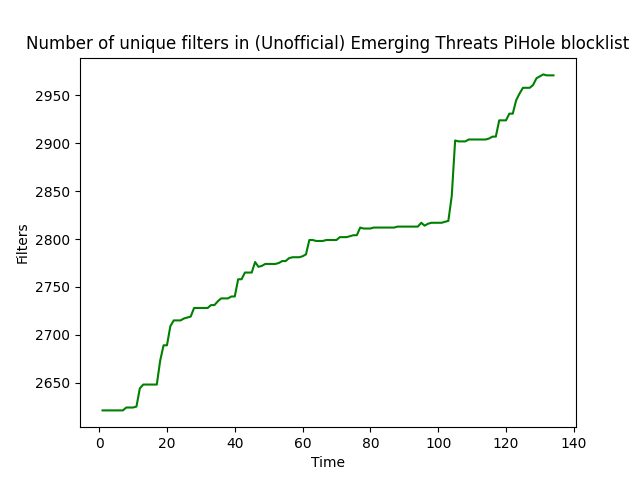 Number of unique filters in (Unofficial) Emerging Threats PiHole blocklist
2950
2900
2850
2800
2750
2700
2650
Filters
0 20 40 60 80 100 120 140
Time